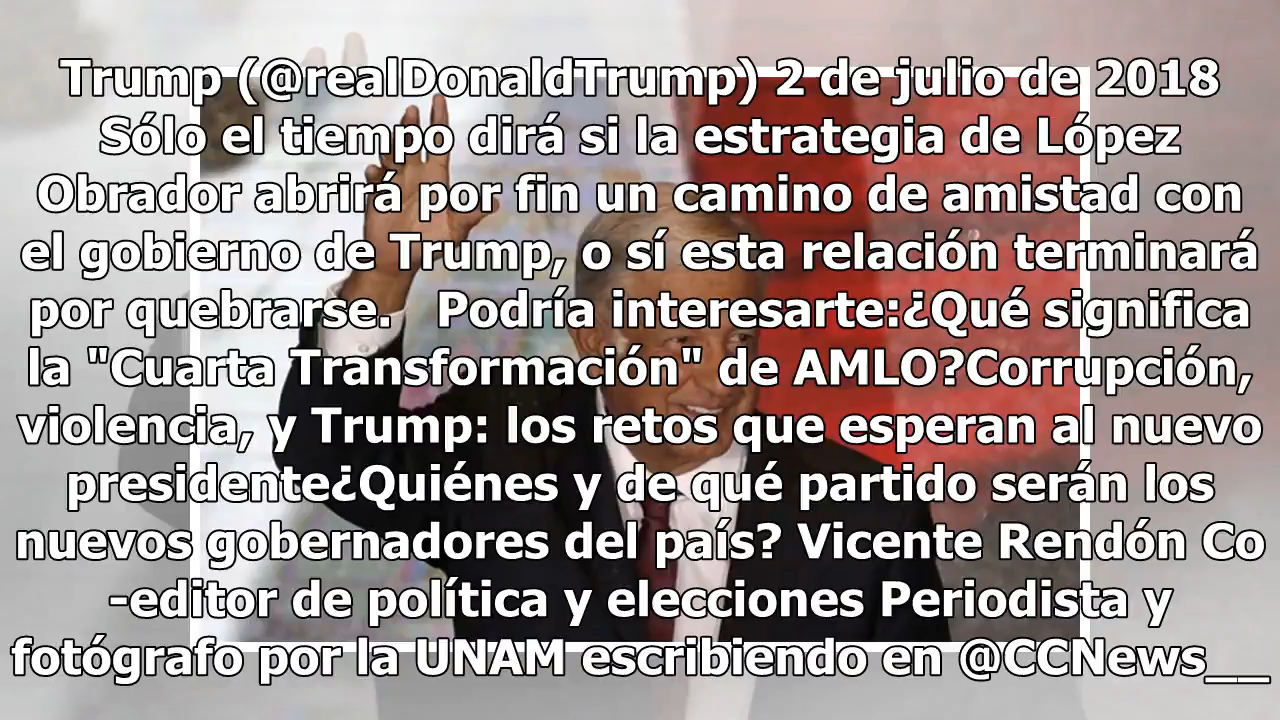 Trump (@realDonaldTrump) 2 de julio de 2018
Sólo el tiempo dirá si la estrategia de López
Obrador abrirá por fin un camino de amistad con
el gobierno de Trump, o sí esta relación terminará
por quebrarse.   Podría interesarte:¿Qué significa
la "Cuarta Transformación" de AMLO?Corrupción,
violencia, y Trump: los retos que esperan al nuevo
presidente¿Quiénes y de qué partido serán los
nuevos gobernadores del país? Vicente Rendón Co
-editor de política y elecciones Periodista y
fotógrafo por la UNAM escribiendo en @CCNews__